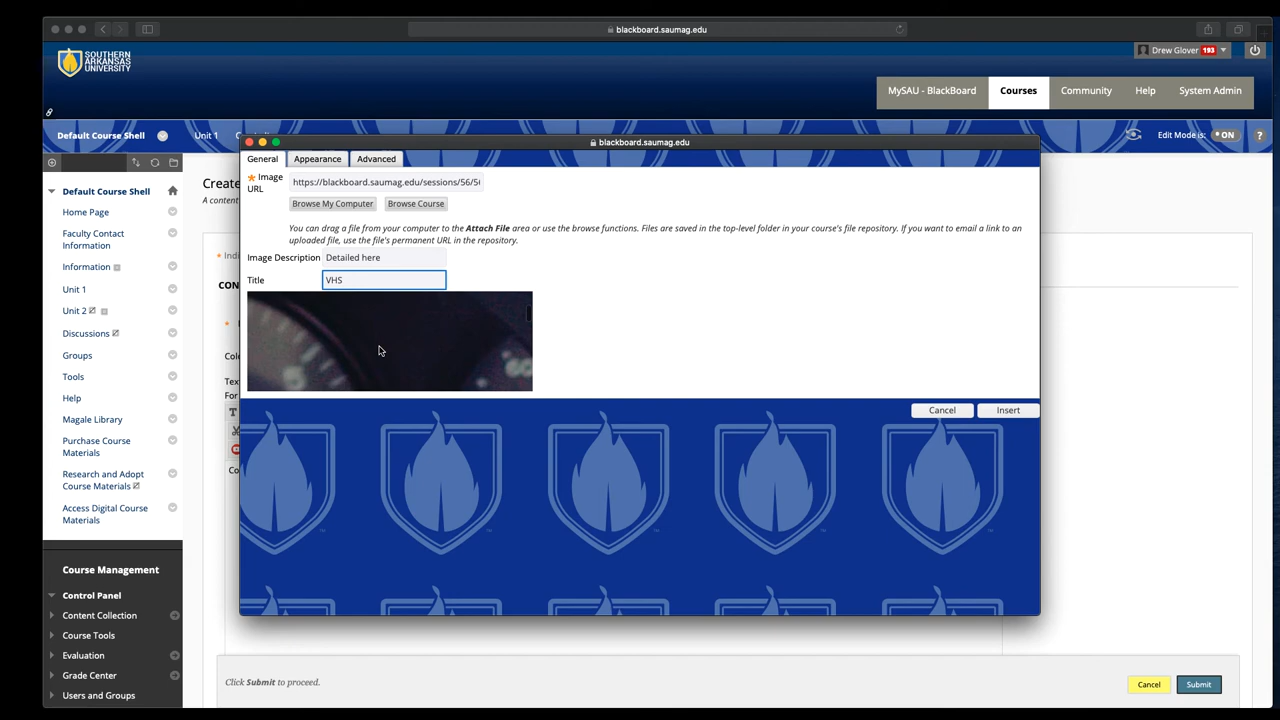 blackboard.saumag.edu
SOUTHERN
ARKANSAS
UNIVERSITY
Drew Glover 193
MySAU - BlackBoard Courses Community Help System Admin
Default Course Shell
Unit 1
Edit Mode is: ON ?
blackboard.saumag.edu
General Appearance Advanced
Image URL
https://blackboard.saumag.edu/sessions/56/5
Browse My Computer Browse Course
You can drag a file from your computer to the Attach File area or use the browse functions. Files are saved in the top-level folder in your course's file repository. If you want to email a link to an
uploaded file, use the file's permanent URL in the repository.
Image Description Detailed here
Title VHS
Cancel Insert
Default Course Shell
Home Page
Faculty Contact
Information
Information
Unit 1
Unit 2
Discussions
Groups
Tools
Help
Magale Library
Purchase Course
Materials
Research and Adopt
Course Materials
Access Digital Course
Materials
Course Management
Control Panel
Content Collection
Course Tools
Evaluation
Grade Center
Users and Groups
Click Submit to proceed.
Cancel Submit